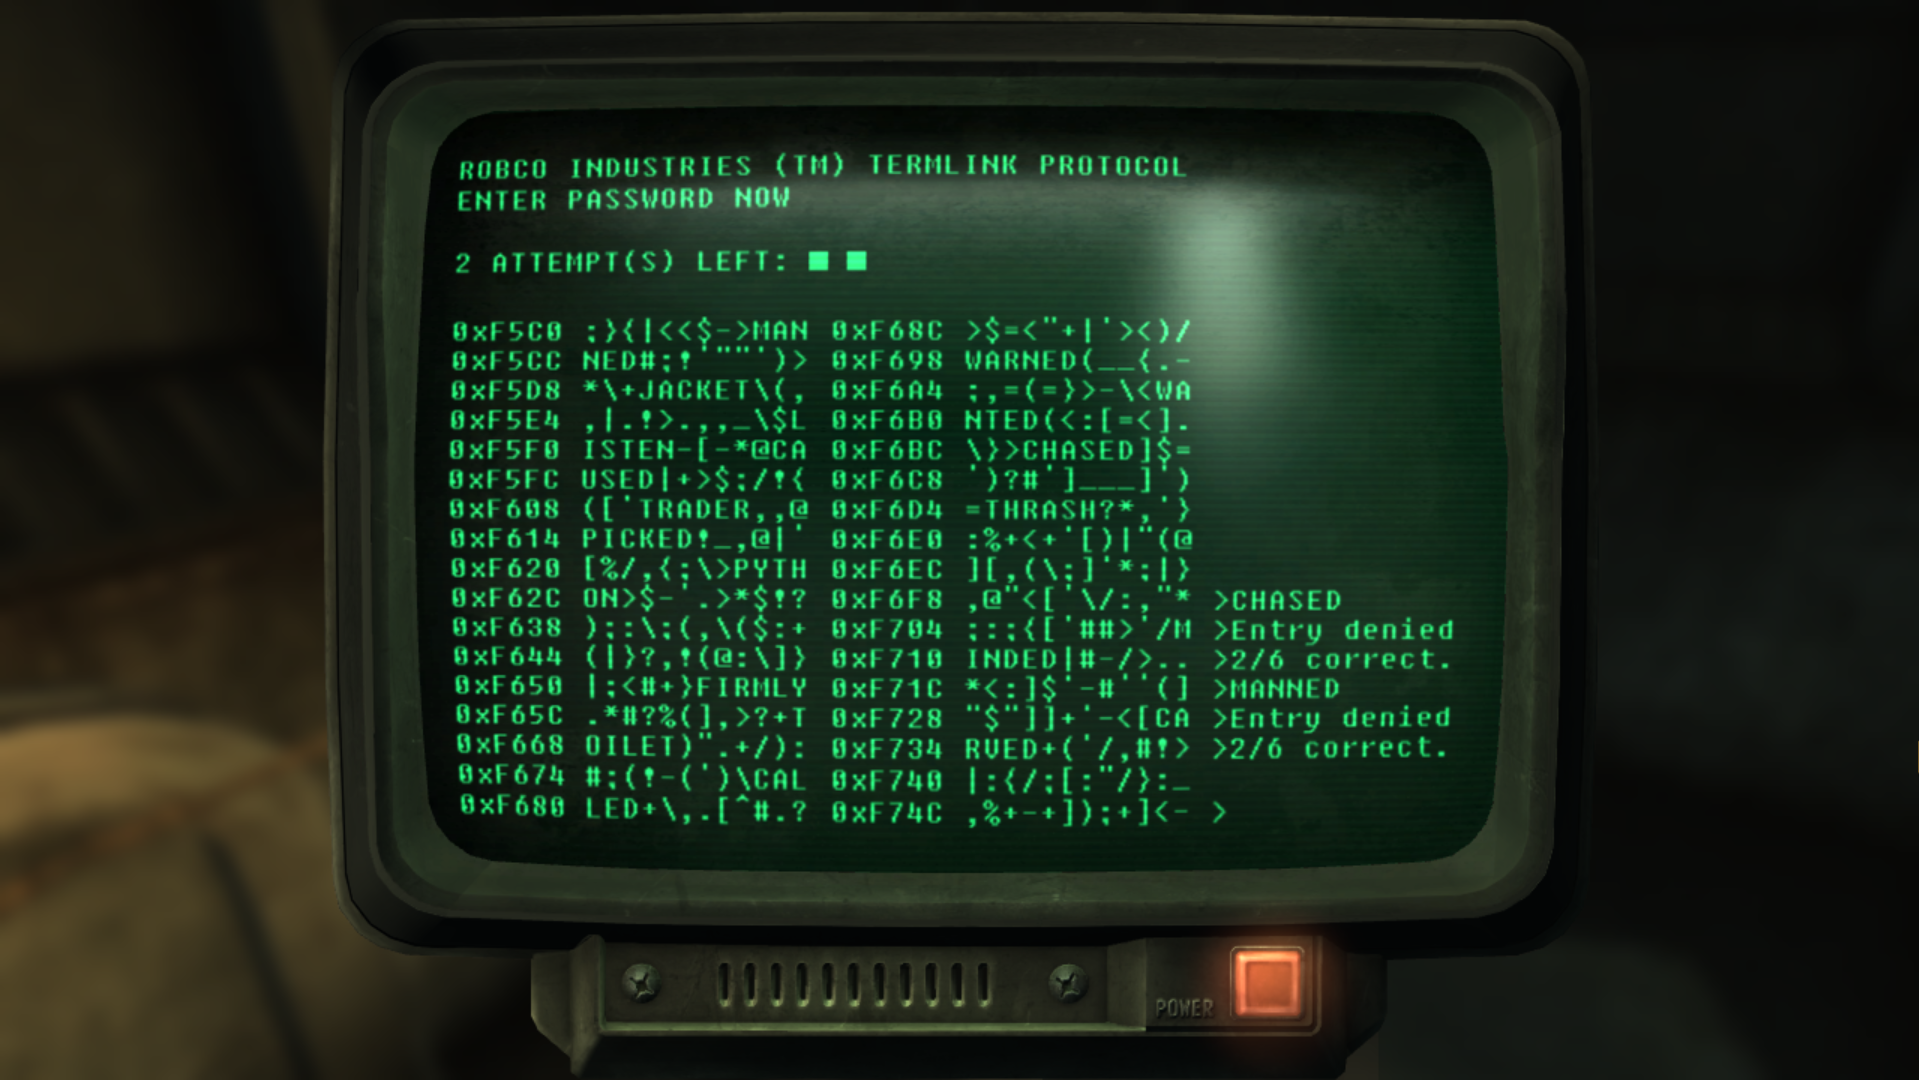 ROBCO INDUSTRIES (TM) TERMLINK PROTOCOL
ENTER PASSWORD NOW
2 ATTEMPT(S) LEFT: ■ ■
0xF5C0 ;}{|<<$->MAN 0xF68C >$=<"+|'><)/
0xF5CC NED#;!'""')> 0xF698 WARNED(__{.-
0xF5D8 *\+JACKET\(, 0xF6A4 ;,=(=}>-\<WA
0xF5E4 ,|.!>.,,_\$L 0xF6B0 NTED(<:[=<].
0xF5F0 ISTEN-[-*@CA 0xF6BC \}>CHASED]$=
0xF5FC USED|+>$;/!{ 0xF6C8 ')?#']___]')
0xF608 (['TRADER,,@ 0xF6D4 =THRASH?*,'}
0xF614 PICKED!_,@|' 0xF6E0 :%+<+'[)|"(@
0xF620 [%/,{;\>PYTH 0xF6EC ][,(\;]'*;|}
0xF62C ON>$-'.>*$!? 0xF6F8 ,@"<['\/:,"* >CHASED
0xF638 );:\;(,\($:+ 0xF704 ;:;{['##>'/M >Entry denied
0xF644 (|}?,!(@:\]} 0xF710 INDED|#-/>.. >2/6 correct.
0xF650 |;<#+}FIRMLY 0xF71C *<:]$'-#''(] >MANNED
0xF65C .*#?%(],>?+T 0xF728 "$"]]+'-<[CA >Entry denied
0xF668 OILET)".+/): 0xF734 RVED+('/,#!> >2/6 correct.
0xF674 #;(!-(')\CAL 0xF740 |:{/;[:"/}:_
0xF680 LED+\,.[^#.? 0xF74C ,%+-+]);+]<- >
POWER